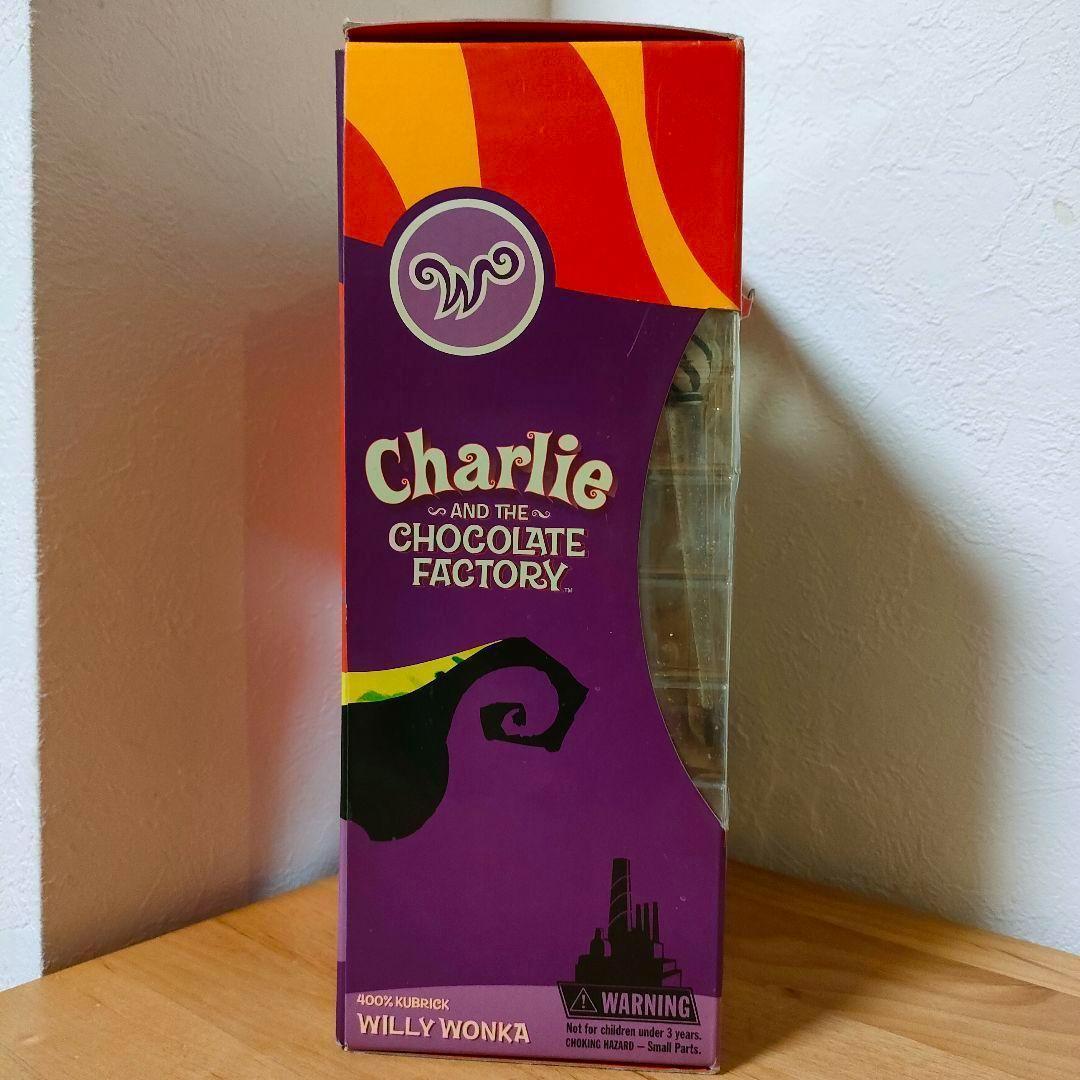 W
Charlie
AND THE
CHOCOLATE
FACTORY™
400% KUBRICK
WILLY WONKA
WARNING
Not for children under 3 years.
CHOKING HAZARD — Small Parts.